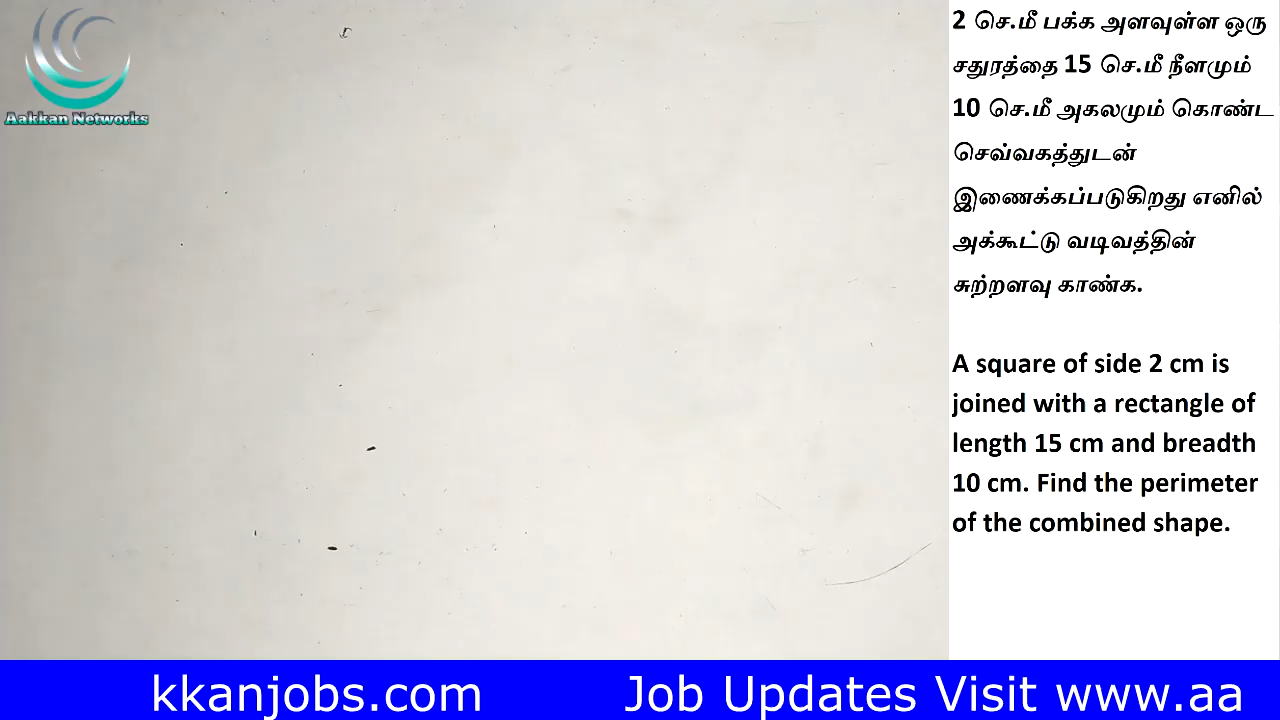 Aakkan Networks
2 செ.மீ பக்க அளவுள்ள ஒரு
சதுரத்தை 15 செ.மீ நீளமும்
10 செ.மீ அகலமும் கொண்ட
செவ்வகத்துடன்
இணைக்கப்படுகிறது எனில்
அக்கூட்டு வடிவத்தின்
சுற்றளவு காண்க.
A square of side 2 cm is
joined with a rectangle of
length 15 cm and breadth
10 cm. Find the perimeter
of the combined shape.
kkanjobs.com Job Updates Visit www.aa